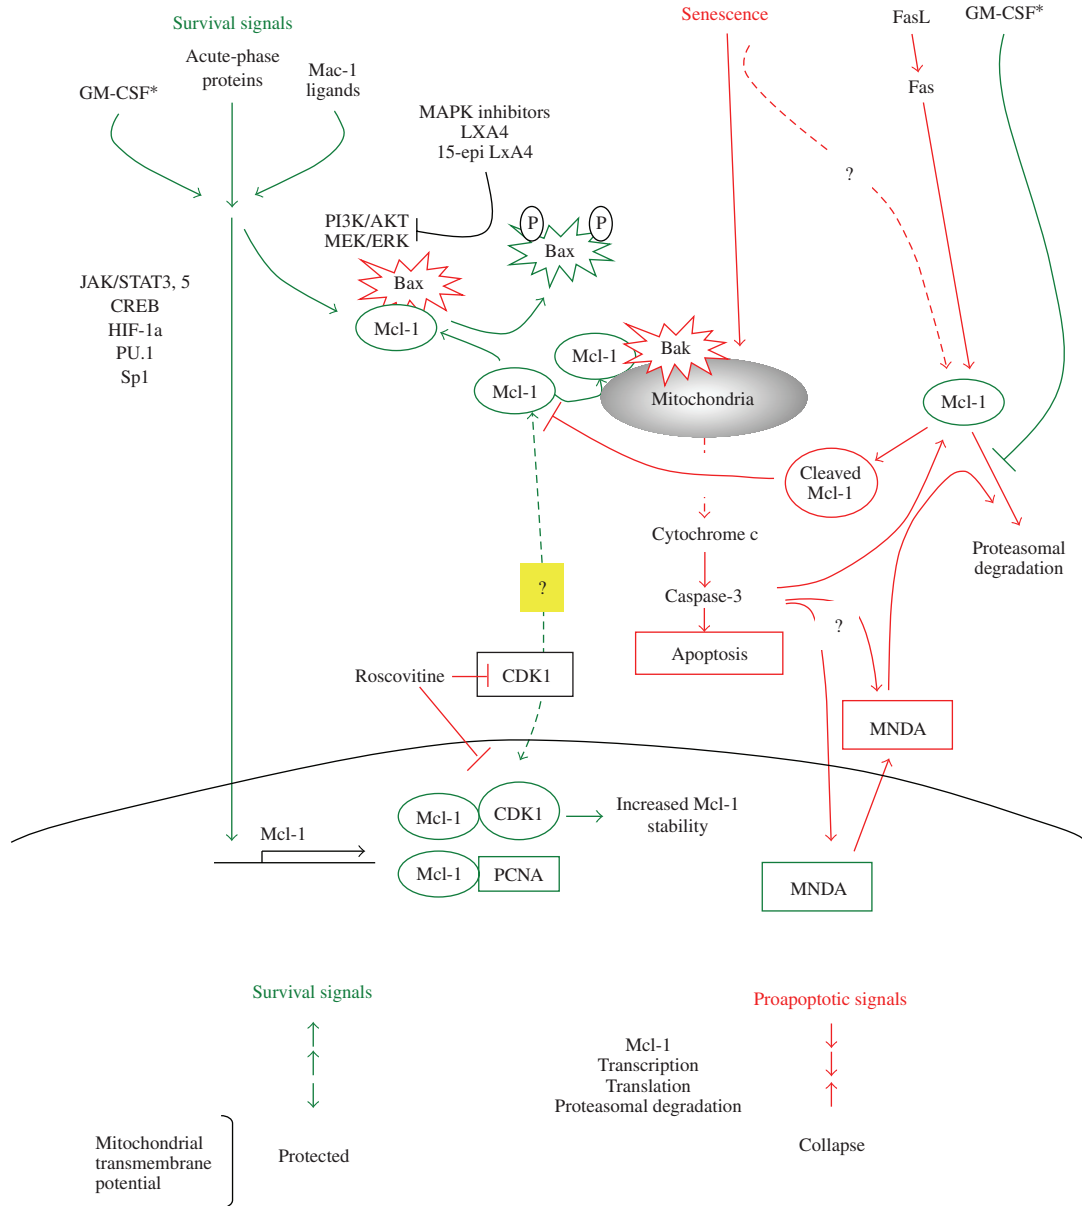 Survival signals
Acute-phase
proteins
GM-CSF*
Mac-1
ligands
MAPK inhibitors
LXA4
15-epi LxA4
Senescence
FasL
GM-CSF*
Fas
?
PI3K/AKT
MEK/ERK
P
P
Bax
Bax
JAK/STAT3, 5
CREB
HIF-1a
PU.1
Sp1
Mcl-1
Mcl-1
Bak
Mcl-1
Mitochondria
Mcl-1
Cleaved
Mcl-1
Cytochrome c
Proteasomal
degradation
?
Caspase-3
?
Apoptosis
Roscovitine
CDK1
MNDA
Mcl-1
Mcl-1
CDK1
Increased Mcl-1
stability
Mcl-1
PCNA
MNDA
Survival signals
Proapoptotic signals
Mcl-1
Transcription
Translation
Proteasomal degradation
Mitochondrial
transmembrane
potential
Protected
Collapse